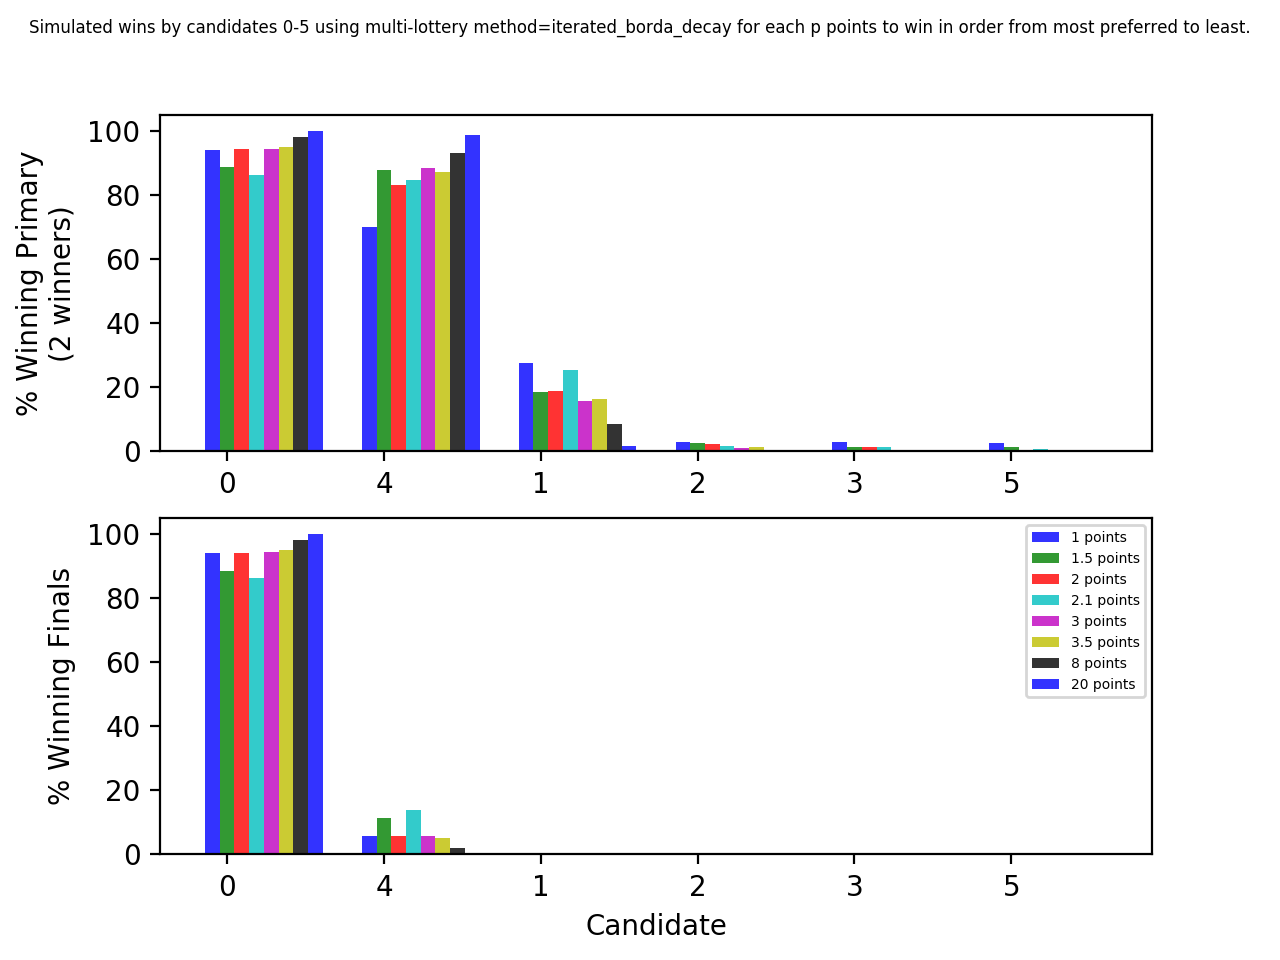 Simulated wins by candidates 0-5 using multi-lottery method=iterated_borda_decay for each p points to win in order from most preferred to least.
% Winning Primary
(2 winners)
100
80
60
40
20
0
0 4 1 2 3 5
% Winning Finals
100
80
60
40
20
0
1 points
1.5 points
2 points
2.1 points
3 points
3.5 points
8 points
20 points
0 4 1 2 3 5
Candidate